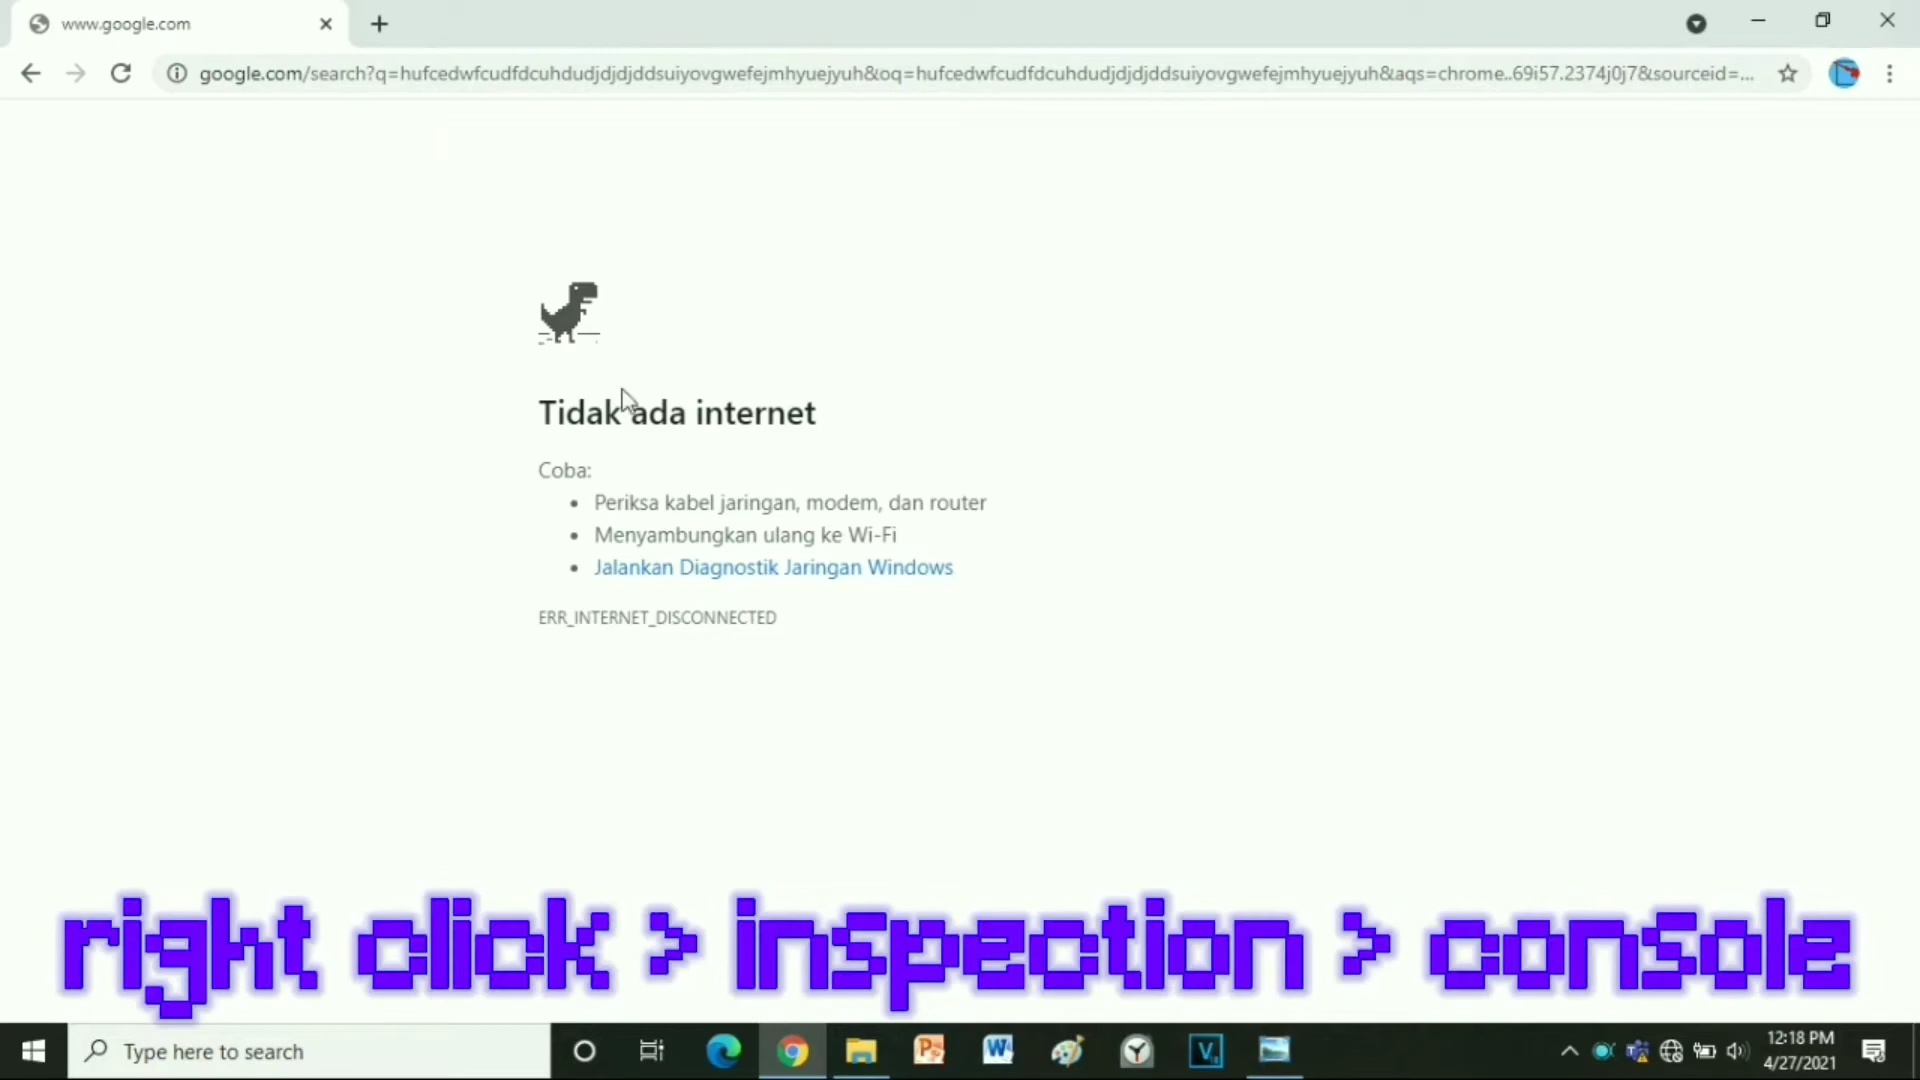 www.google.com
google.com/search?q=hufcedwfcudfdcuhdudjdjdjddsuiyovgwefejmhyuejyuh&oq=hufcedwfcudfdcuhdudjdjdjddsuiyovgwefejmhyuejyuh&aqs=chrome..69i57.2374j0j7&sourceid=...
Tidak ada internet
Coba:
Periksa kabel jaringan, modem, dan router
Menyambungkan ulang ke Wi-Fi
Jalankan Diagnostik Jaringan Windows
ERR_INTERNET_DISCONNECTED
right click > inspection > console
Type here to search
12:18 PM
4/27/2021